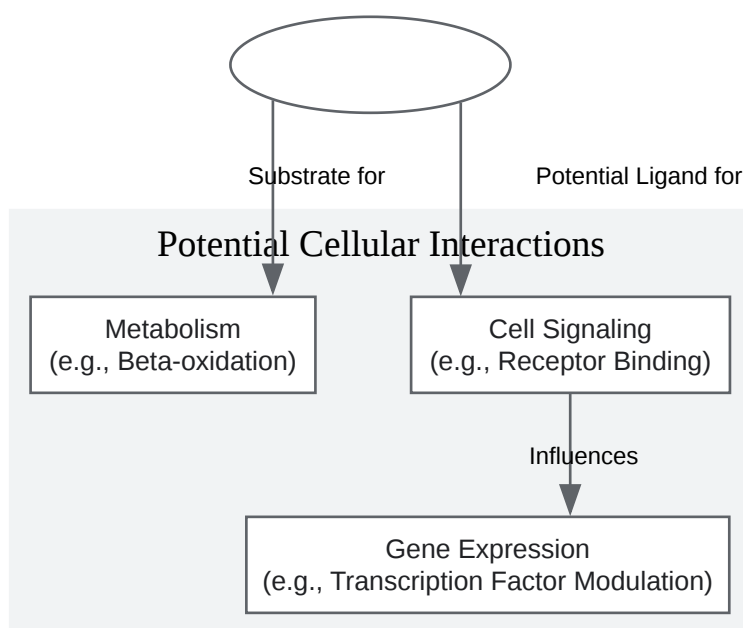 Substrate for
Potential Ligand for
Potential Cellular Interactions
Metabolism
(e.g., Beta-oxidation)
Cell Signaling
(e.g., Receptor Binding)
Influences
Gene Expression
(e.g., Transcription Factor Modulation)